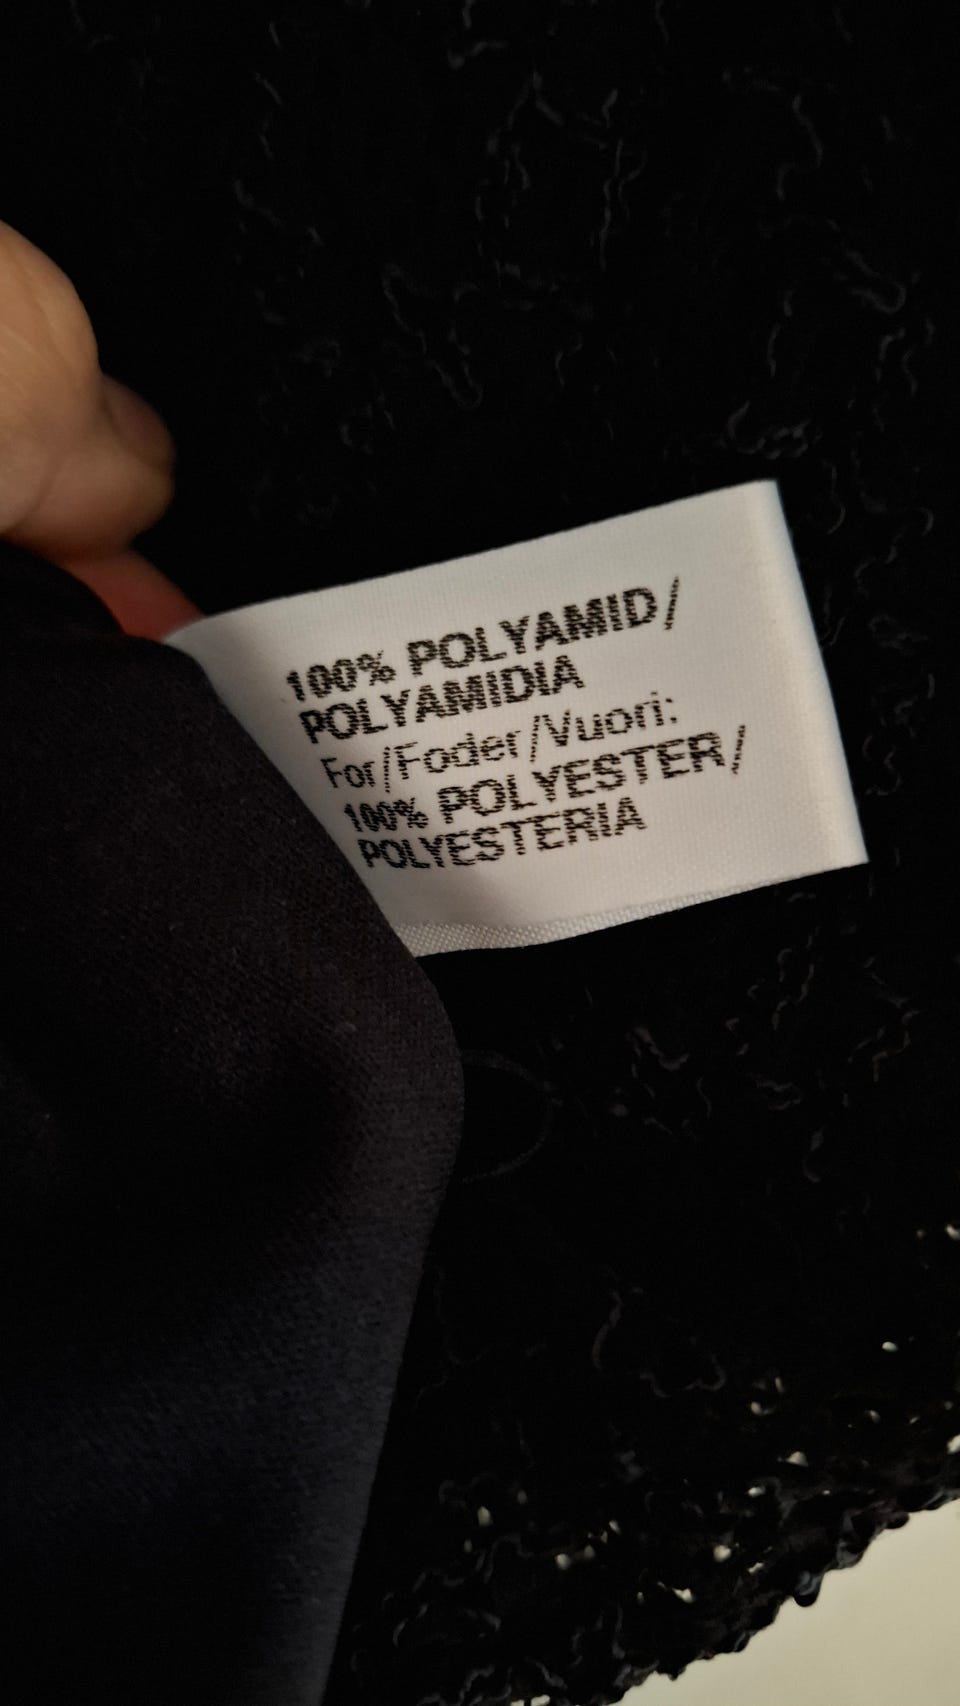 100% POLYAMID/
POLYAMIDIA
For/Foder/Vuori:
100% POLYESTER/
POLYESTERIA